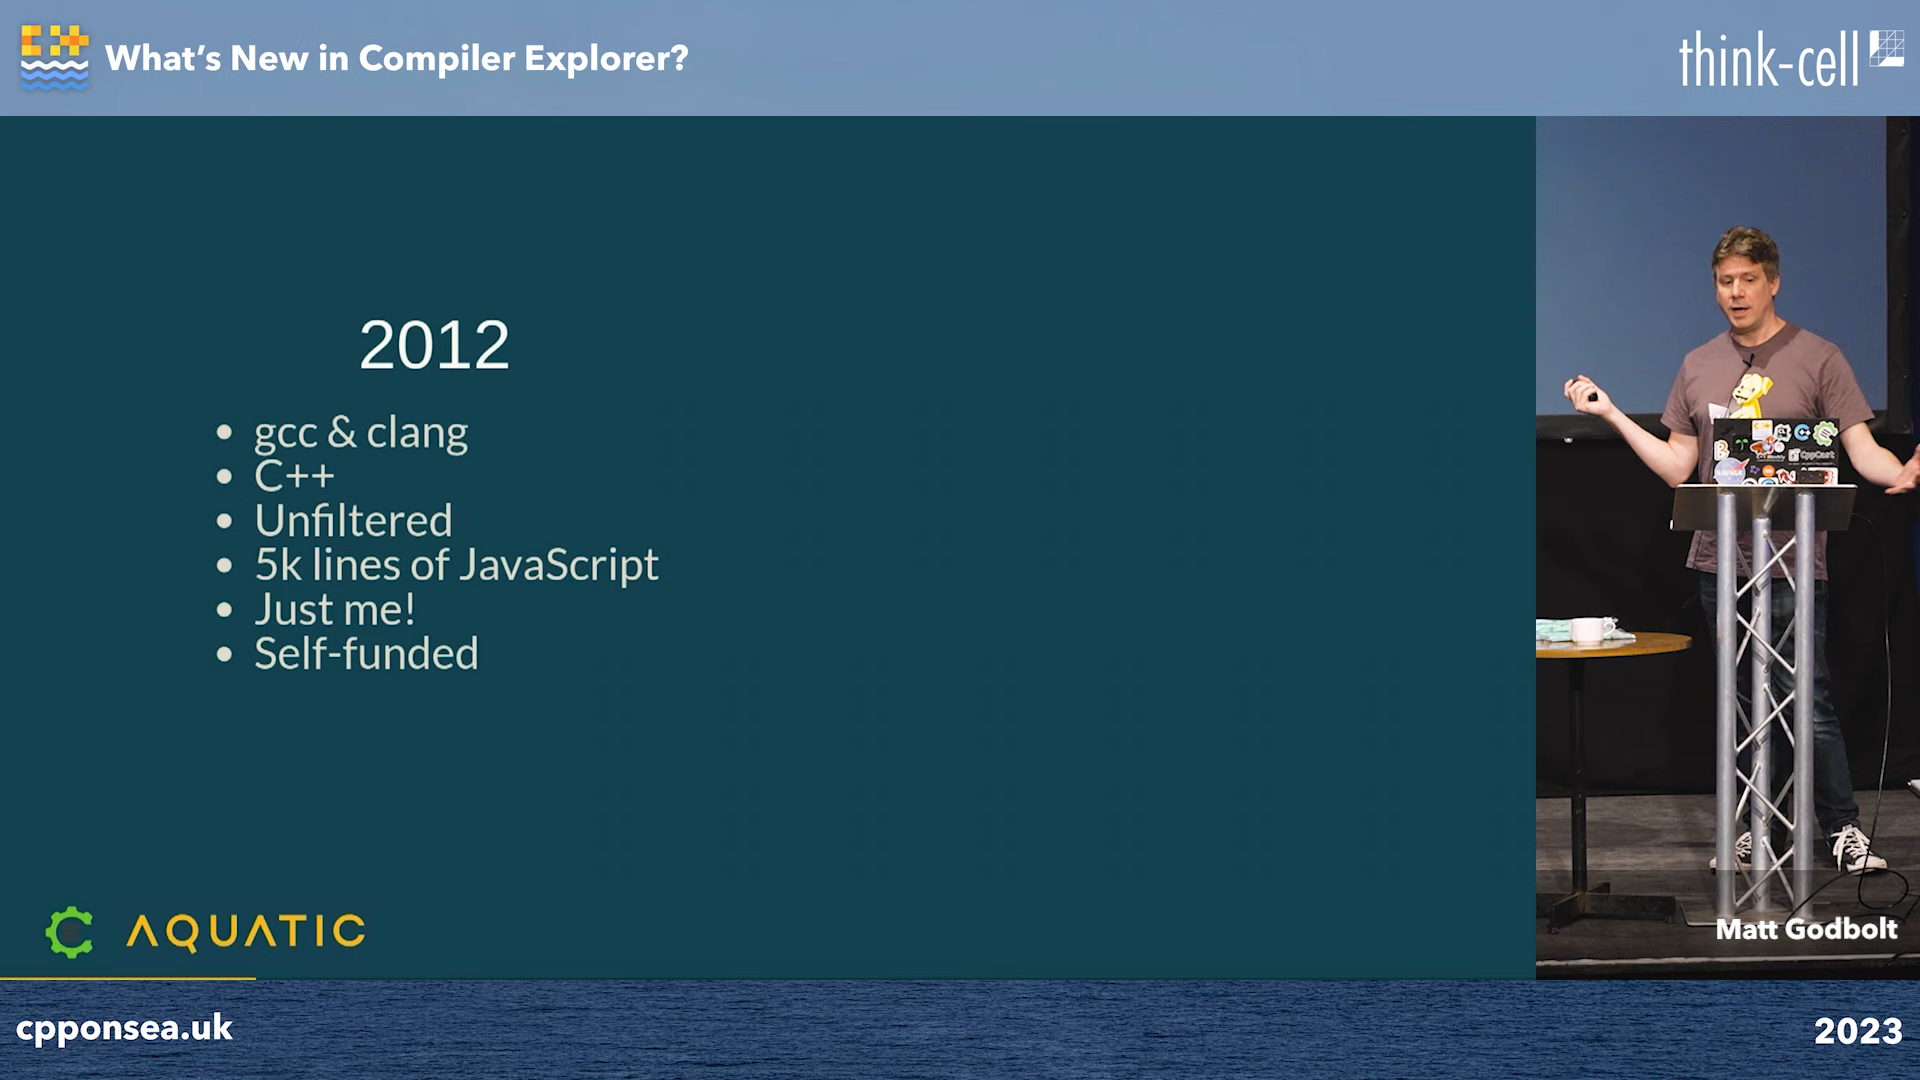 What's New in Compiler Explorer?
think-cell
2012
gcc & clang
C++
Unfiltered
5k lines of JavaScript
Just me!
Self-funded
CppCast
AQUATIC
Matt Godbolt
cpponsea.uk
2023